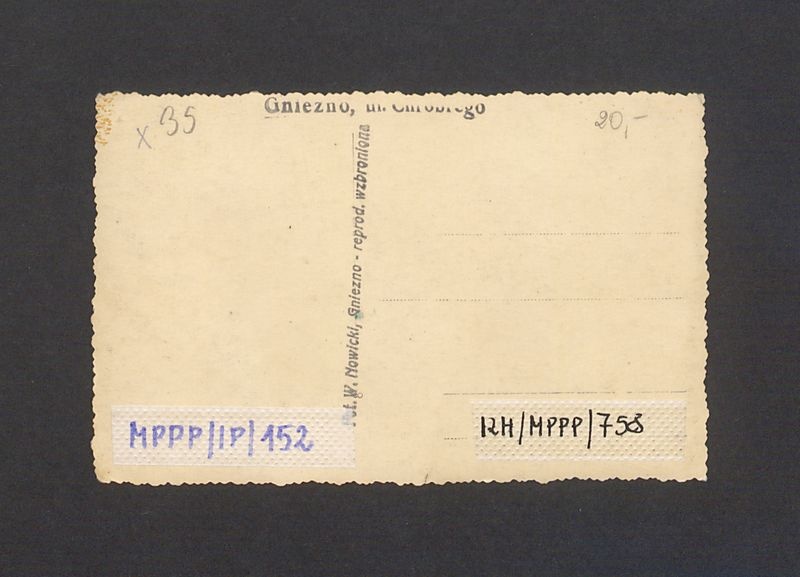 Gniezno, ul. Chrobrego
x 35
20,-
Fot. W. Nowicki, Gniezno - reprod. wzbroniona
MPPP/IP/152
RH/MPPP/758